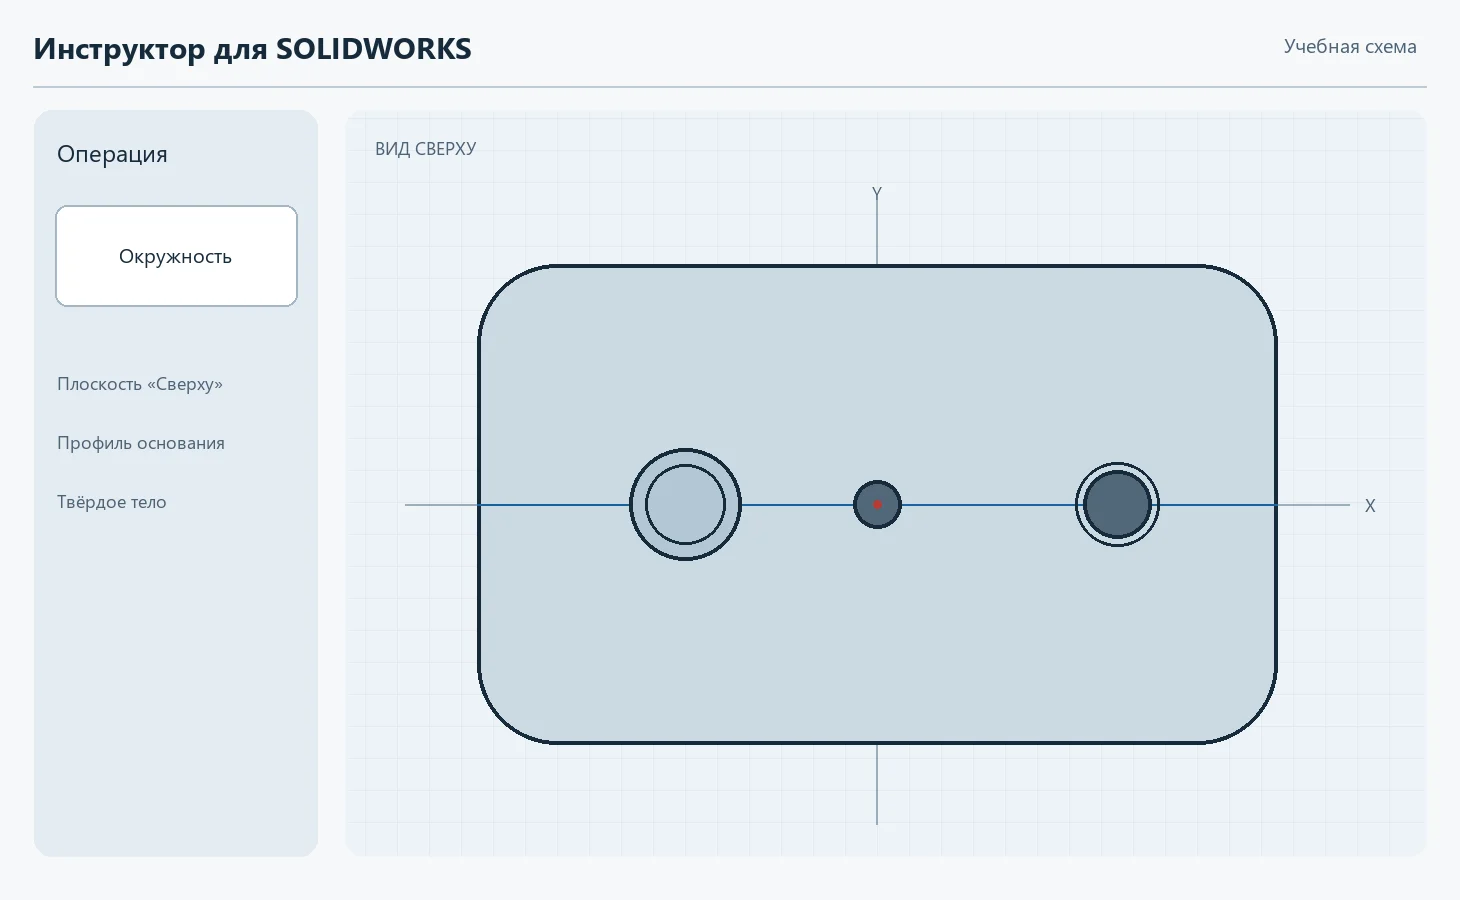 Инструктор для SOLIDWORKS
Учебная схема
Операция
Окружность
Плоскость «Сверху»
Профиль основания
Твёрдое тело
ВИД СВЕРХУ
Y
X